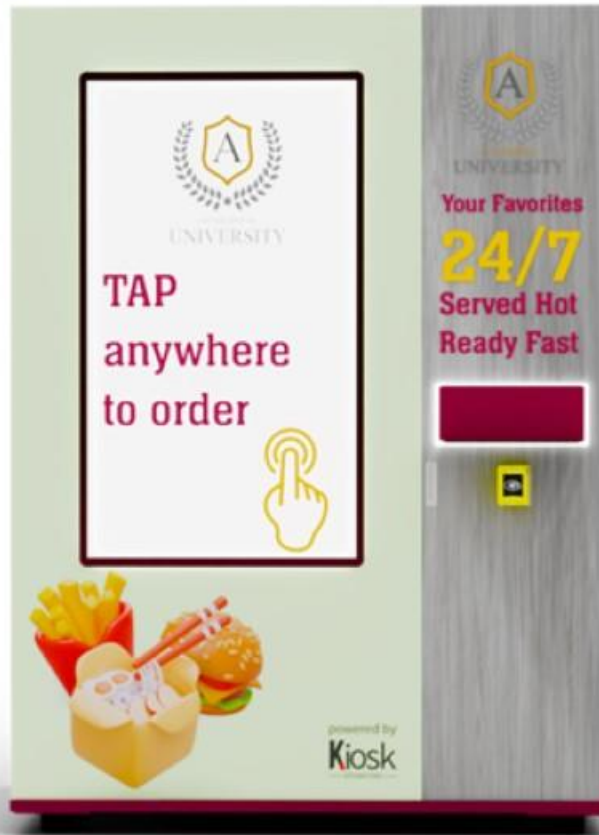 A
UNIVERSITY
TAP
anywhere
to order
powered by
Kiosk
A
UNIVERSITY
Your Favorites
24/7
Served Hot
Ready Fast